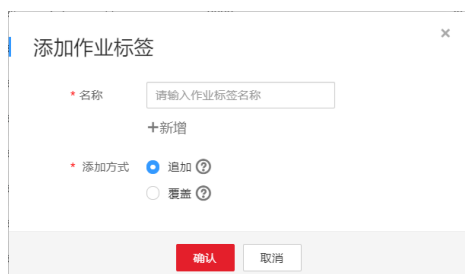 添加作业标签
×
* 名称 请输入作业标签名称
+新增
* 添加方式 追加 ?
覆盖 ?
确认 取消